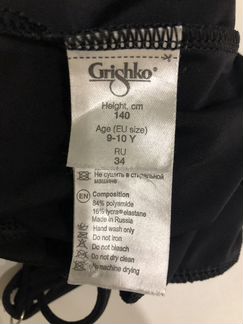 Grishko®
Height, cm
140
Age (EU size)
9-10 Y
RU
34
Не сушить в стиральной
машине
EN Composition
84% polyamide
16% lycra® elastane
Made in Russia
Hand wash only
Do not iron
Do not bleach
Do not dry clean
machine drying